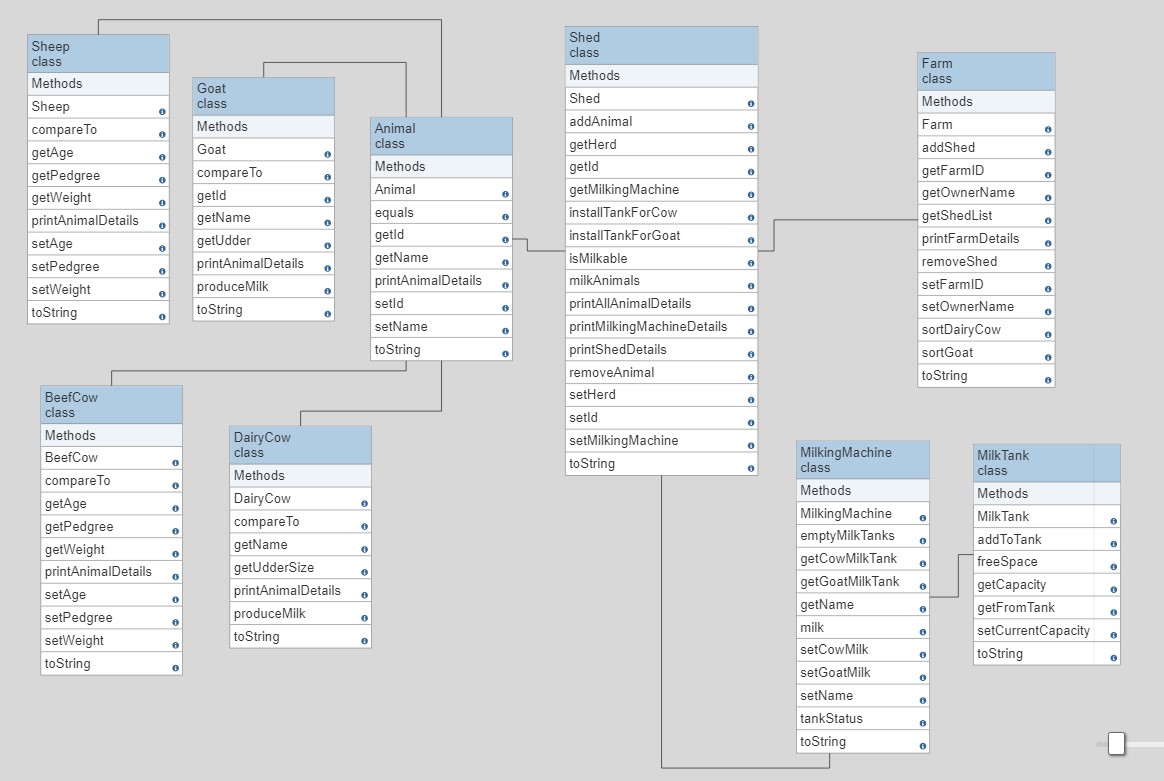 Sheep
class
Methods
Sheep
compareTo
getAge
getPedgree
getWeight
printAnimalDetails
setAge
setPedgree
setWeight
toString
Goat
class
Methods
Goat
compareTo
getId
getName
getUdder
printAnimalDetails
produceMilk
toString
Animal
class
Methods
Animal
equals
getId
getName
printAnimalDetails
setId
setName
toString
Shed
class
Methods
Shed
addAnimal
getHerd
getId
getMilkingMachine
installTankForCow
installTankForGoat
isMilkable
milkAnimals
printAllAnimalDetails
printMilkingMachineDetails
printShedDetails
removeAnimal
setHerd
setId
setMilkingMachine
toString
Farm
class
Methods
Farm
addShed
getFarmID
getOwnerName
getShedList
printFarmDetails
removeShed
setFarmID
setOwnerName
sortDairyCow
sortGoat
toString
BeefCow
class
Methods
BeefCow
compareTo
getAge
getPedgree
getWeight
printAnimalDetails
setAge
setPedgree
setWeight
toString
DairyCow
class
Methods
DairyCow
compareTo
getName
getUdderSize
printAnimalDetails
produceMilk
toString
MilkingMachine
class
Methods
MilkingMachine
emptyMilkTanks
getCowMilkTank
getGoatMilkTank
getName
milk
setCowMilk
setGoatMilk
setName
tankStatus
toString
MilkTank
class
Methods
MilkTank
addToTank
freeSpace
getCapacity
getFromTank
setCurrentCapacity
toString